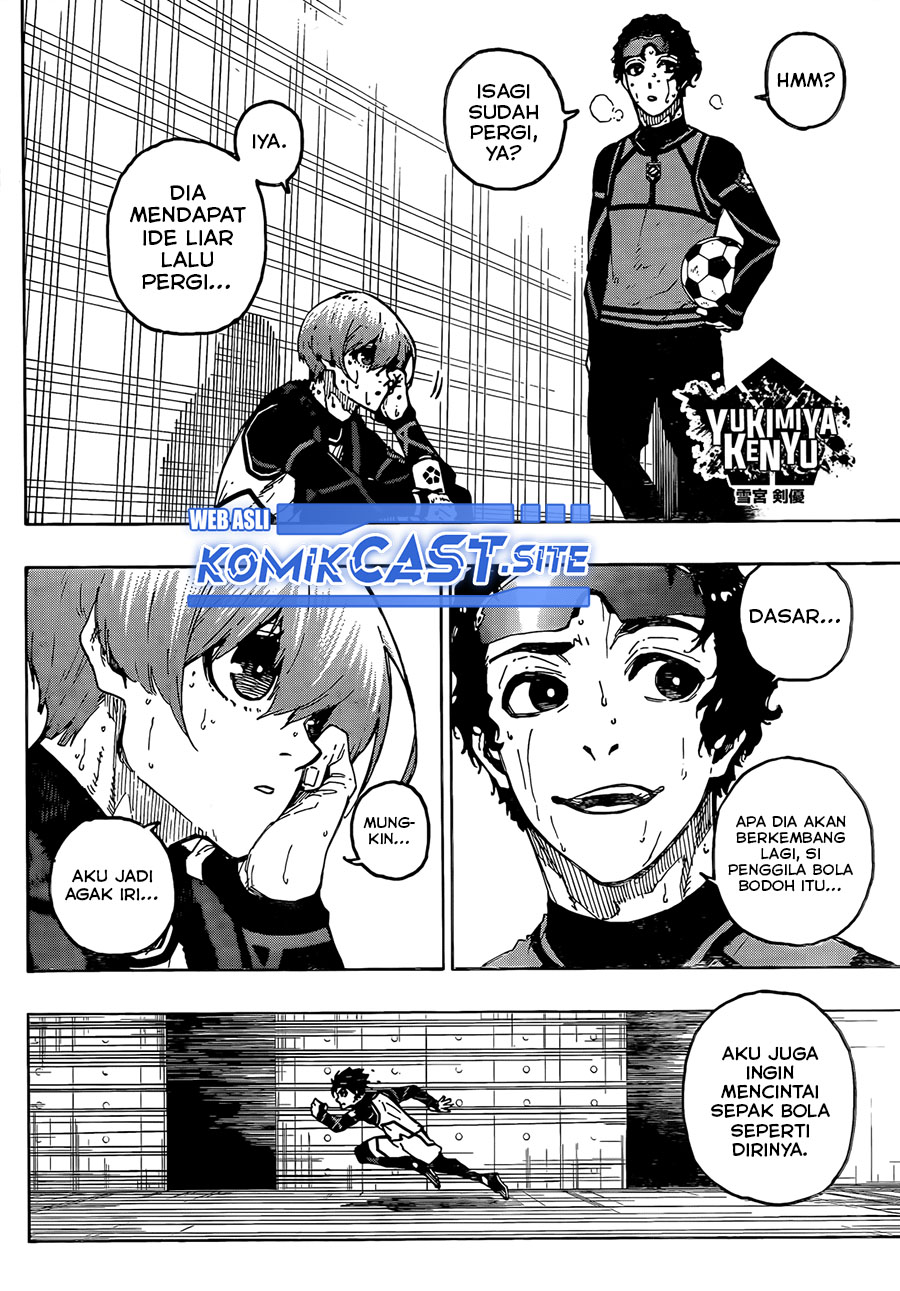 HMM?
ISAGI
SUDAH
PERGI,
YA?
IYA.
DIA
MENDAPAT
IDE LIAR
LALU
PERGI...
YUKIMIYA
KENYU
雪宮 剣優
WEB ASLI
KOMIKCAST.SITE
DASAR...
APA DIA AKAN
BERKEMBANG
LAGI, SI
PENGGILA BOLA
BODOH ITU...
MUNG-
KIN...
AKU JADI
AGAK IRI...
AKU JUGA
INGIN
MENCINTAI
SEPAK BOLA
SEPERTI
DIRINYA.